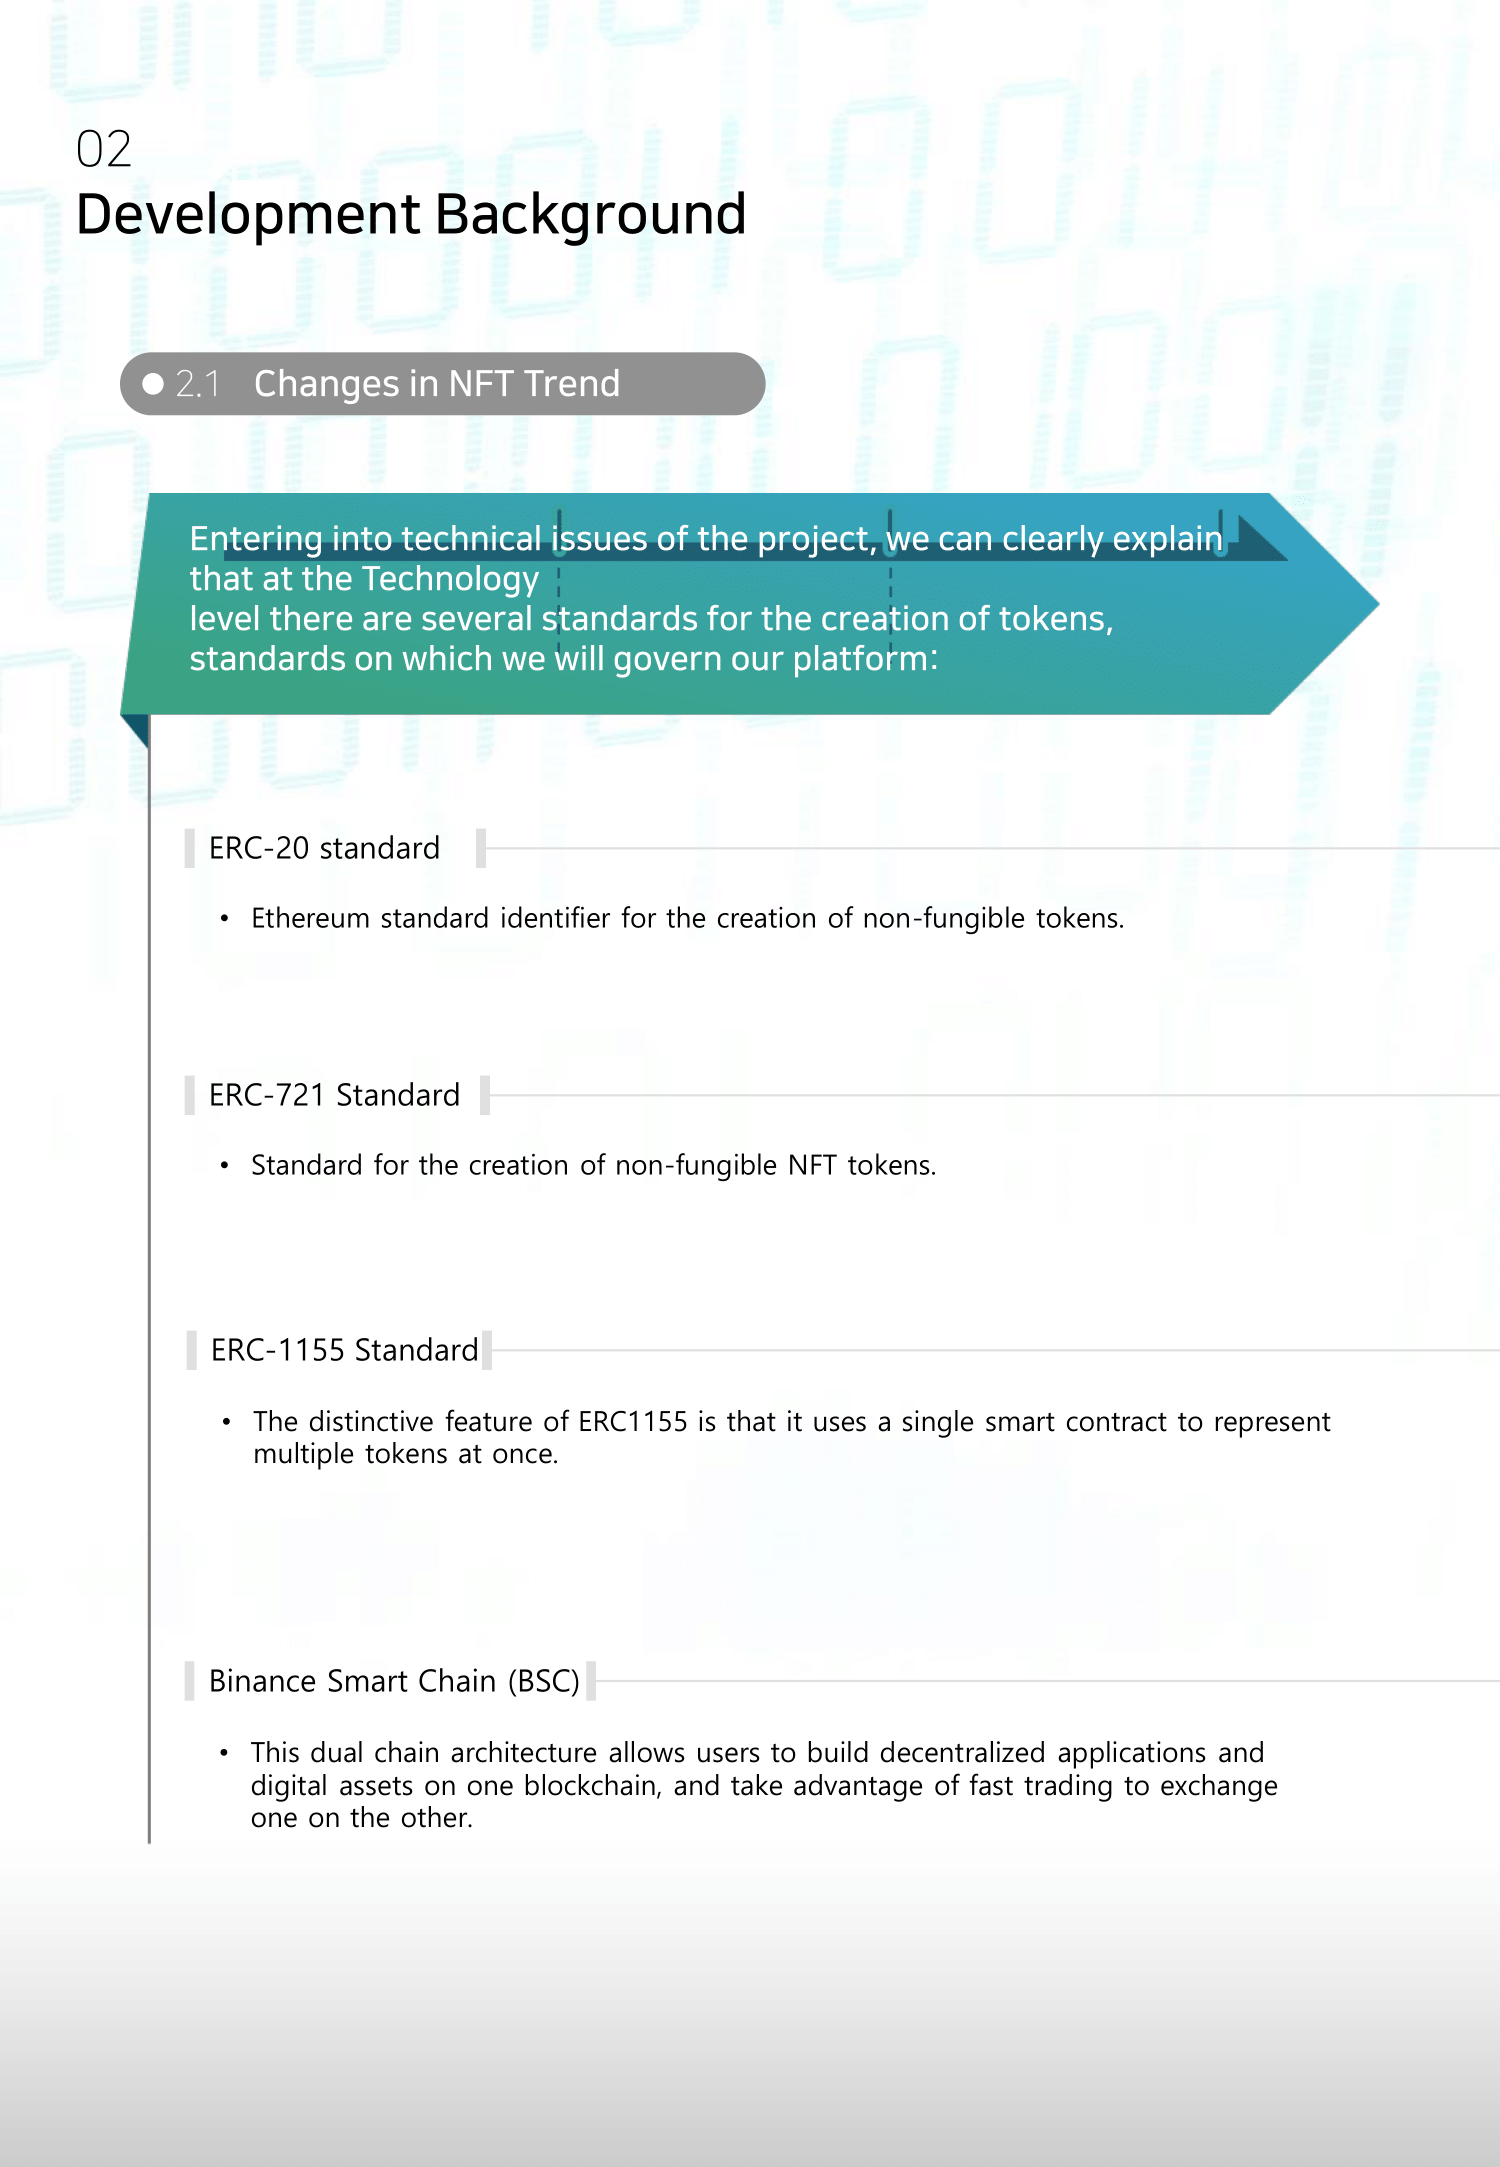 02
Development Background
2.1 Changes in NFT Trend
Entering into technical issues of the project, we can clearly explain
that at the Technology
level there are several standards for the creation of tokens,
standards on which we will govern our platform:
ERC-20 standard
• Ethereum standard identifier for the creation of non-fungible tokens.
ERC-721 Standard
• Standard for the creation of non-fungible NFT tokens.
ERC-1155 Standard
• The distinctive feature of ERC1155 is that it uses a single smart contract to represent
multiple tokens at once.
Binance Smart Chain (BSC)
• This dual chain architecture allows users to build decentralized applications and
digital assets on one blockchain, and take advantage of fast trading to exchange
one on the other.